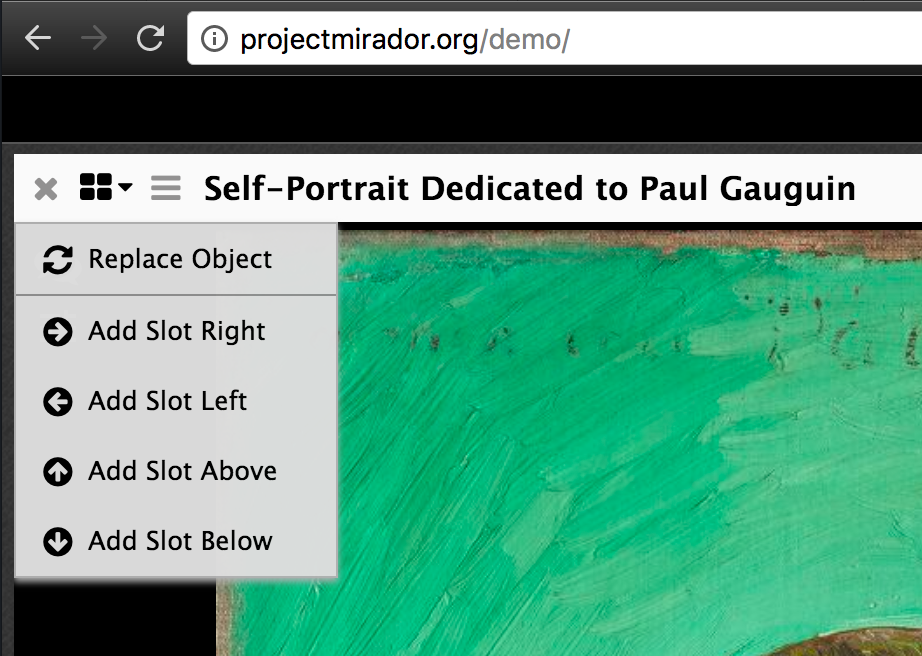 projectmirador.org/demo/
Self-Portrait Dedicated to Paul Gauguin
Replace Object
Add Slot Right
Add Slot Left
Add Slot Above
Add Slot Below